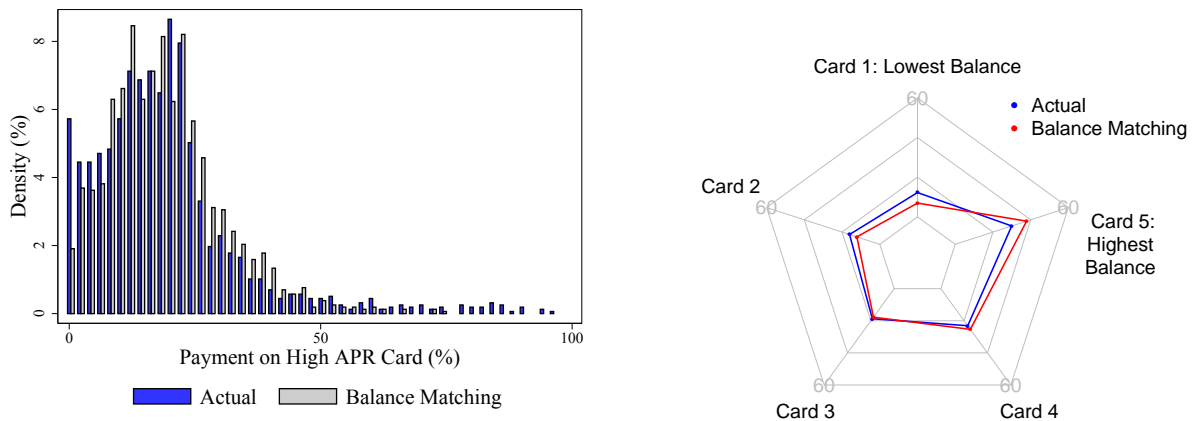 Density (%)
8
6
4
2
0
0
50
100
Payment on High APR Card (%)
Actual
Balance Matching
Card 1: Lowest Balance
60
Actual
Balance Matching
Card 2
60
60
Card 5:
Highest
Balance
60
60
Card 3
Card 4